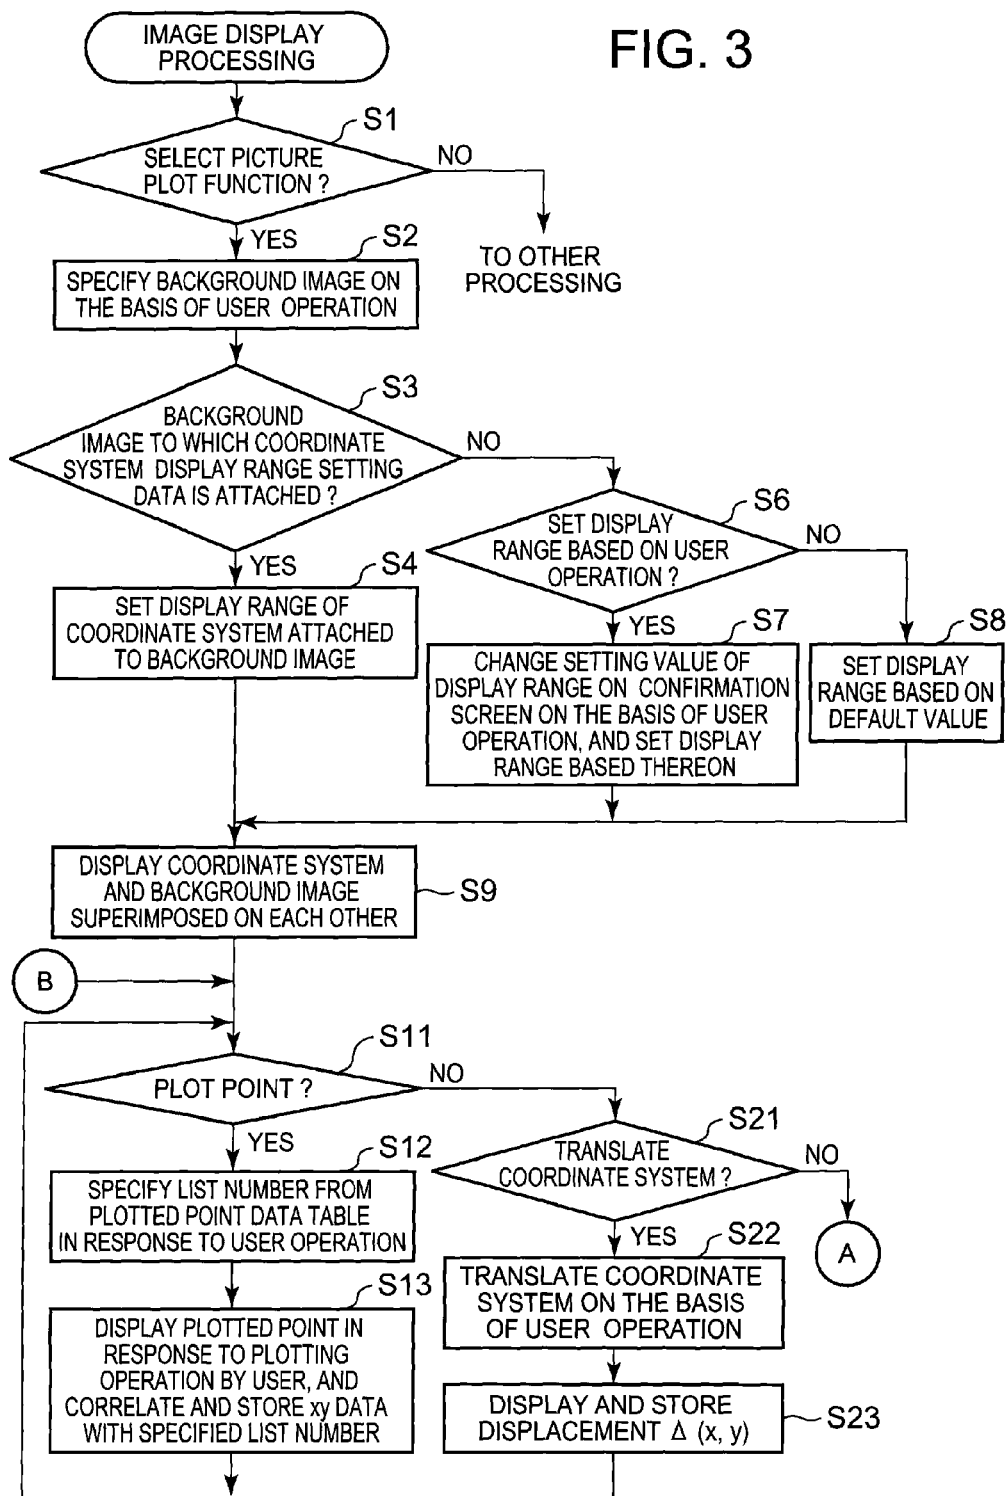 FIG. 3
IMAGE DISPLAY
PROCESSING
S1
SELECT PICTURE
PLOT FUNCTION ?
NO
TO OTHER
PROCESSING
YES
S2
SPECIFY BACKGROUND IMAGE ON
THE BASIS OF USER OPERATION
S3
BACKGROUND
IMAGE TO WHICH COORDINATE
SYSTEM DISPLAY RANGE SETTING
DATA IS ATTACHED ?
NO
YES
S4
SET DISPLAY RANGE OF
COORDINATE SYSTEM ATTACHED
TO BACKGROUND IMAGE
S6
SET DISPLAY
RANGE BASED ON USER
OPERATION ?
NO
YES
S7
CHANGE SETTING VALUE OF
DISPLAY RANGE ON CONFIRMATION
SCREEN ON THE BASIS OF USER
OPERATION, AND SET DISPLAY
RANGE BASED THEREON
S8
SET DISPLAY
RANGE BASED ON
DEFAULT VALUE
DISPLAY COORDINATE SYSTEM
AND BACKGROUND IMAGE
SUPERIMPOSED ON EACH OTHER
S9
B
S11
PLOT POINT ?
NO
YES
S12
SPECIFY LIST NUMBER FROM
PLOTTED POINT DATA TABLE
IN RESPONSE TO USER OPERATION
S13
DISPLAY PLOTTED POINT IN
RESPONSE TO PLOTTING
OPERATION BY USER, AND
CORRELATE AND STORE xy DATA
WITH SPECIFIED LIST NUMBER
S21
TRANSLATE
COORDINATE SYSTEM ?
NO
A
YES
S22
TRANSLATE COORDINATE
SYSTEM ON THE BASIS
OF USER OPERATION
DISPLAY AND STORE
DISPLACEMENT Δ (x, y)
S23